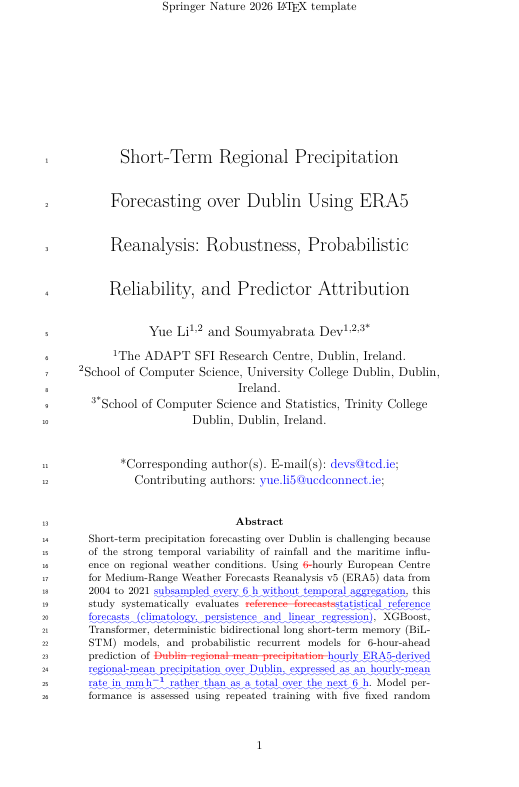 Springer Nature 2026 LATEX template
1 Short-Term Regional Precipitation
2 Forecasting over Dublin Using ERA5
3 Reanalysis: Robustness, Probabilistic
4 Reliability, and Predictor Attribution
5 Yue Li1,2 and Soumyabrata Dev1,2,3*
6 1The ADAPT SFI Research Centre, Dublin, Ireland.
7 2School of Computer Science, University College Dublin, Dublin,
8 Ireland.
9 3*School of Computer Science and Statistics, Trinity College
10 Dublin, Dublin, Ireland.
11 *Corresponding author(s). E-mail(s): devs@tcd.ie;
12 Contributing authors: yue.li5@ucdconnect.ie;
13 Abstract
14 Short-term precipitation forecasting over Dublin is challenging because
15 of the strong temporal variability of rainfall and the maritime influ-
16 ence on regional weather conditions. Using 6-hourly European Centre
17 for Medium-Range Weather Forecasts Reanalysis v5 (ERA5) data from
18 2004 to 2021 subsampled every 6 h without temporal aggregation, this
19 study systematically evaluates reference forecastsstatistical reference
20 forecasts (climatology, persistence and linear regression), XGBoost,
21 Transformer, deterministic bidirectional long short-term memory (BiL-
22 STM) models, and probabilistic recurrent models for 6-hour-ahead
23 prediction of Dublin regional mean precipitation hourly ERA5-derived
24 regional-mean precipitation over Dublin, expressed as an hourly-mean
25 rate in mm h−1 rather than as a total over the next 6 h. Model per-
26 formance is assessed using repeated training with five fixed random
1